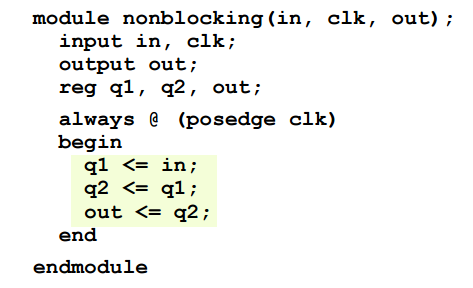 module nonblocking(in, clk, out);
input in, clk;
output out;
reg q1, q2, out;
always @ (posedge clk)
begin
q1 <= in;
q2 <= q1;
out <= q2;
end
endmodule